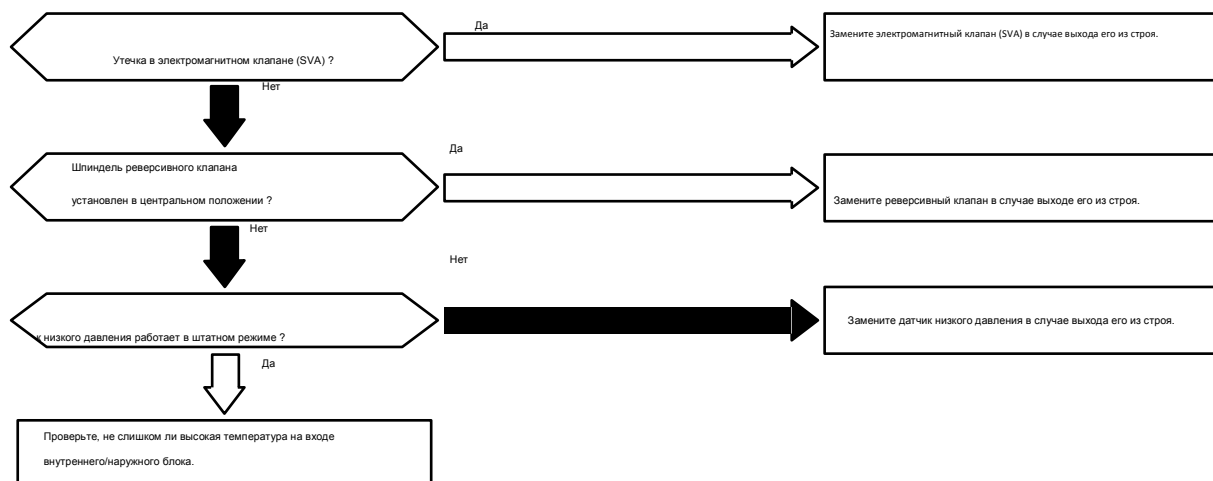 Да
Утечка в электромагнитном клапане (SVA) ?
Замените электромагнитный клапан (SVA) в случае выхода его из строя.
Нет
Шпиндель реверсивного клапана
установлен в центральном положении ?
Да
Замените реверсивный клапан в случае выходе его из строя.
Нет
Нет
к низкого давления работает в штатном режиме ?
Замените датчик низкого давления в случае выхода его из строя.
Да
Проверьте, не слишком ли высокая температура на входе
внутреннего/наружного блока.